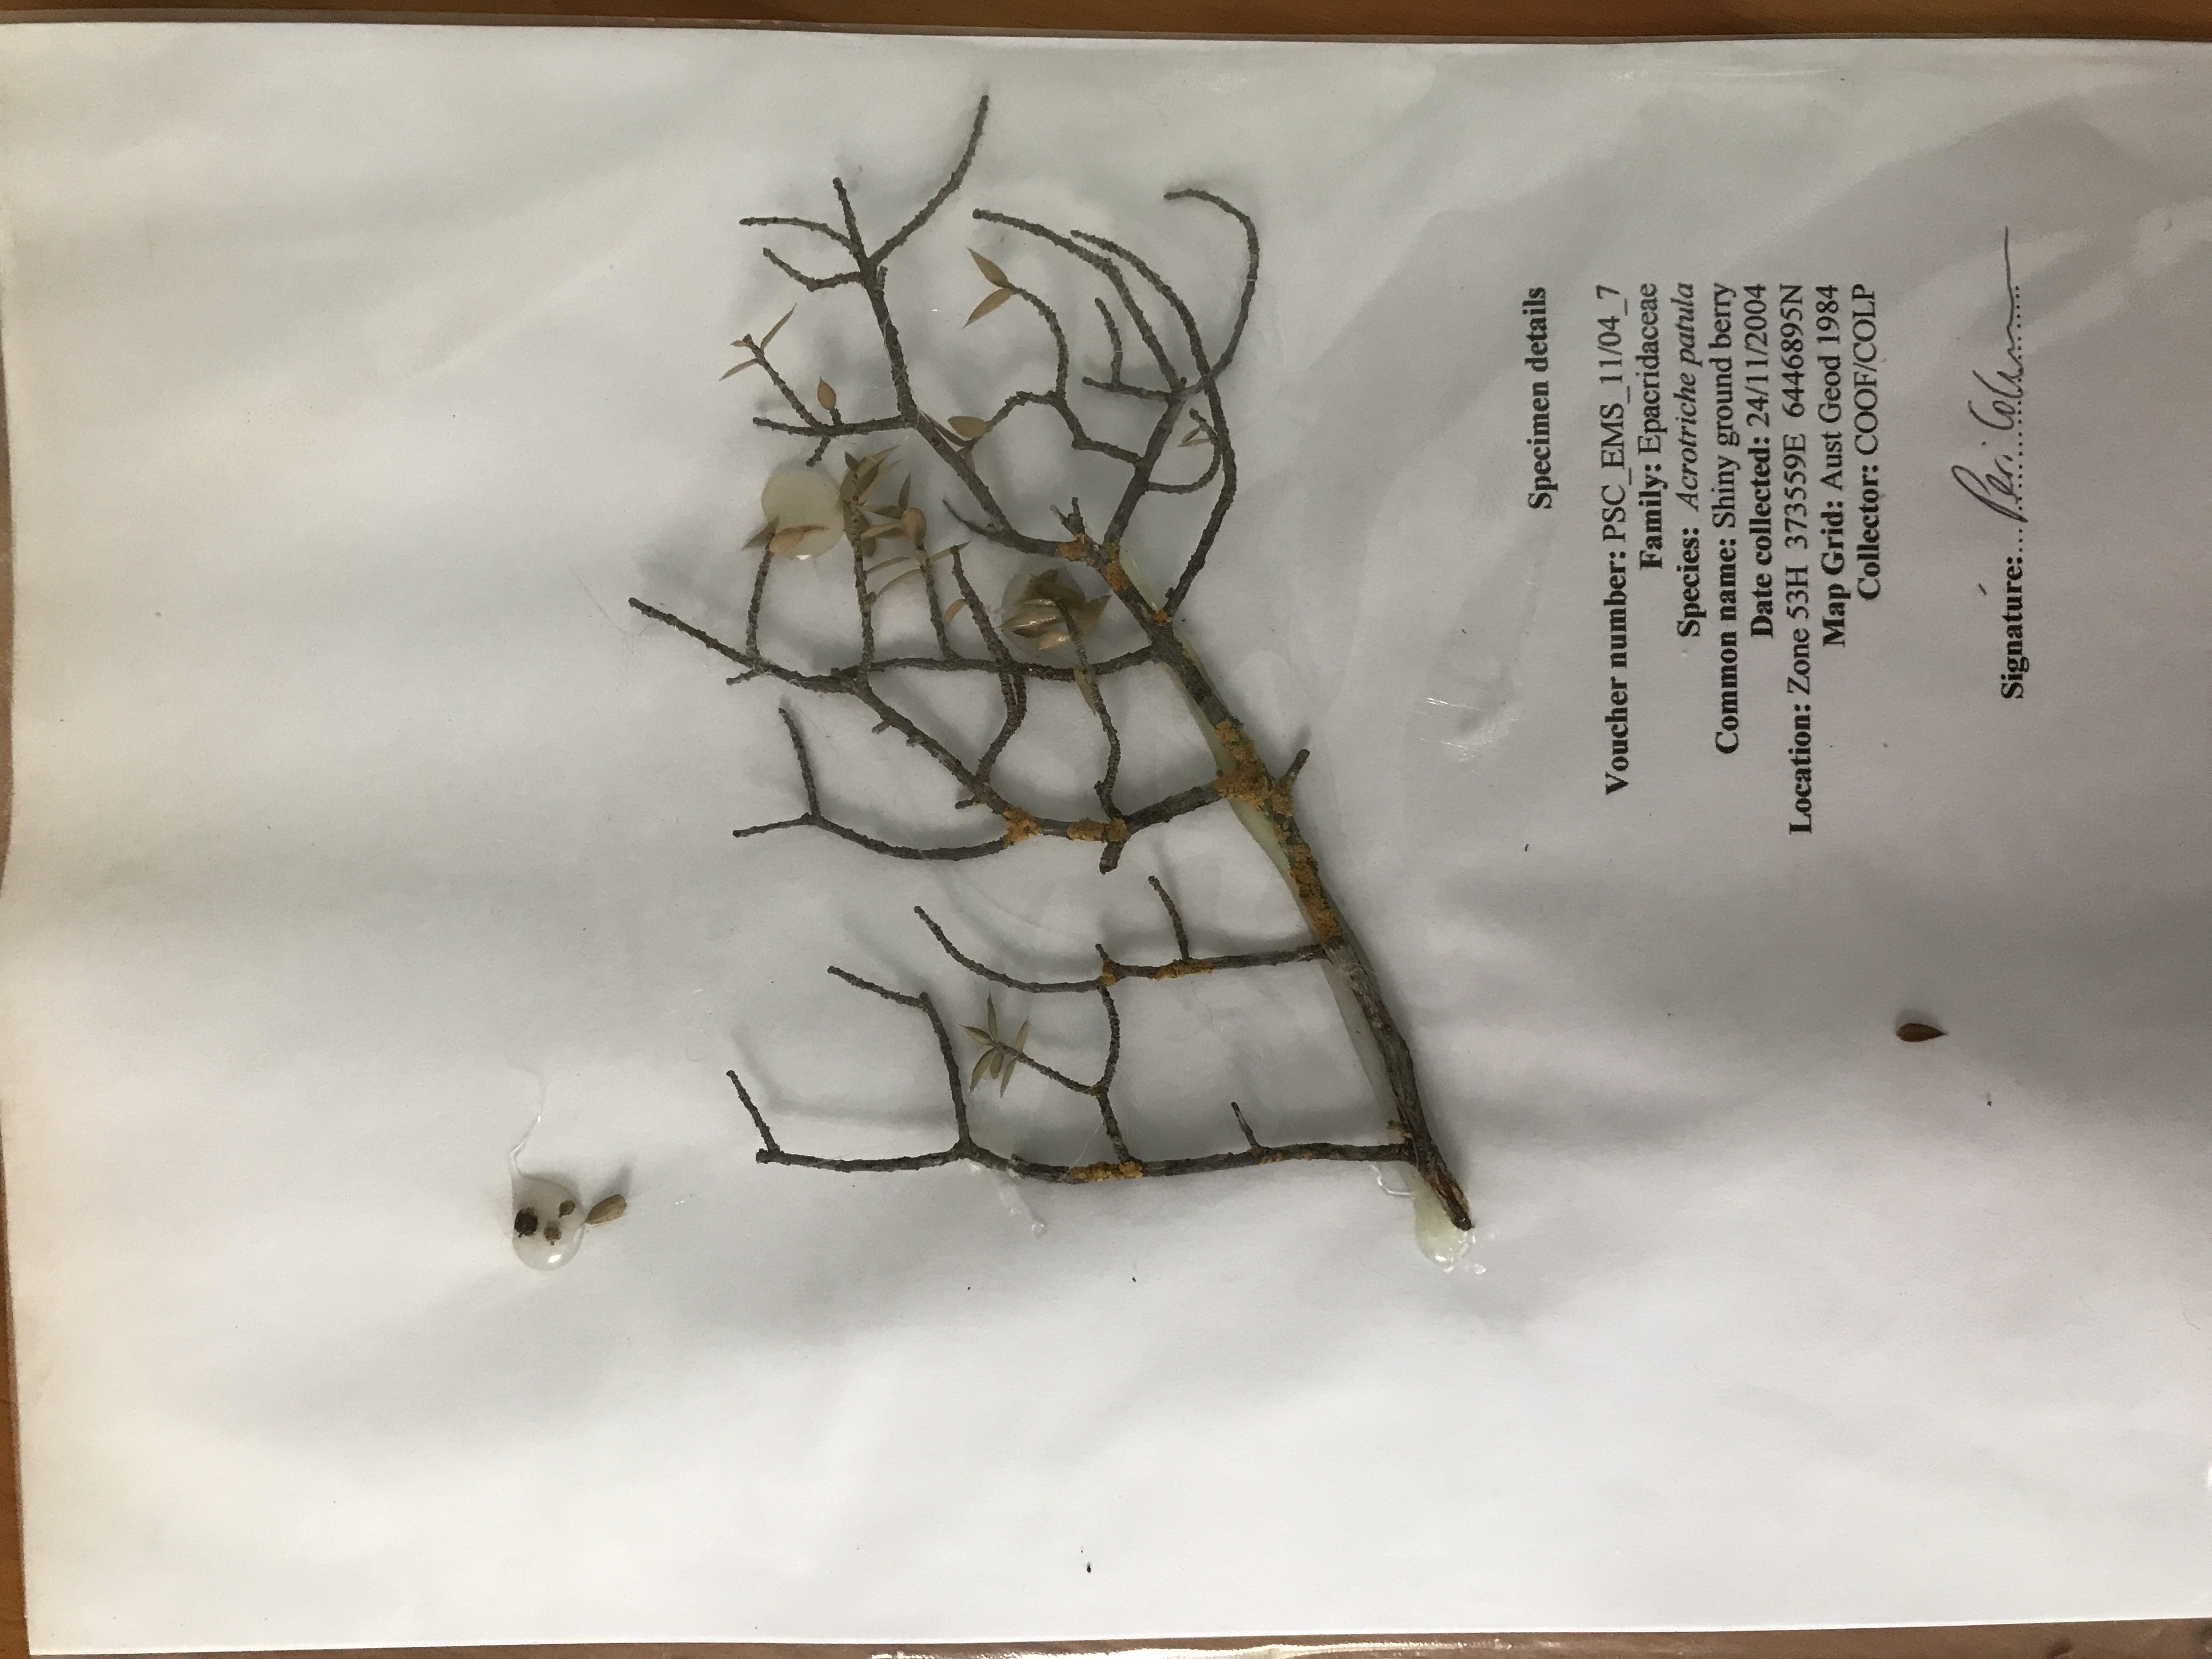 Specimen details
Voucher number: PSC_EMS_11/04_7
Family: Epacridaceae
Species: Acrotriche patula
Common name: Shiny ground berry
Date collected: 24/11/2004
Location: Zone 53H 373559E 6446895N
Map Grid: Aust Geod 1984
Collector: COOF/COLP
Signature: Peri